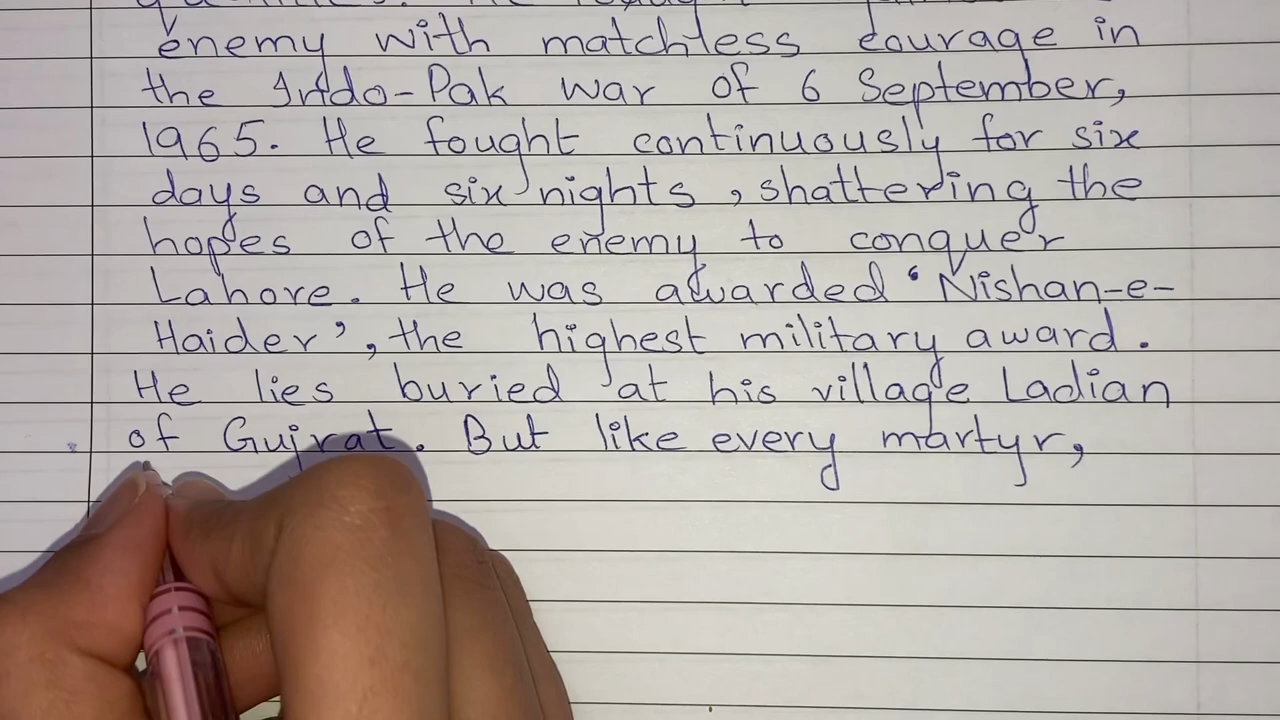 enemy with matchless courage in
the Indo-Pak war of 6 September,
1965. He fought continuously for six
days and six nights, shattering the
hopes of the enemy to conquer
Lahore. He was awarded ‘Nishan-e-
Haider’, the highest military award.
He lies buried at his village Ladian
of Gujrat. But like every martyr,